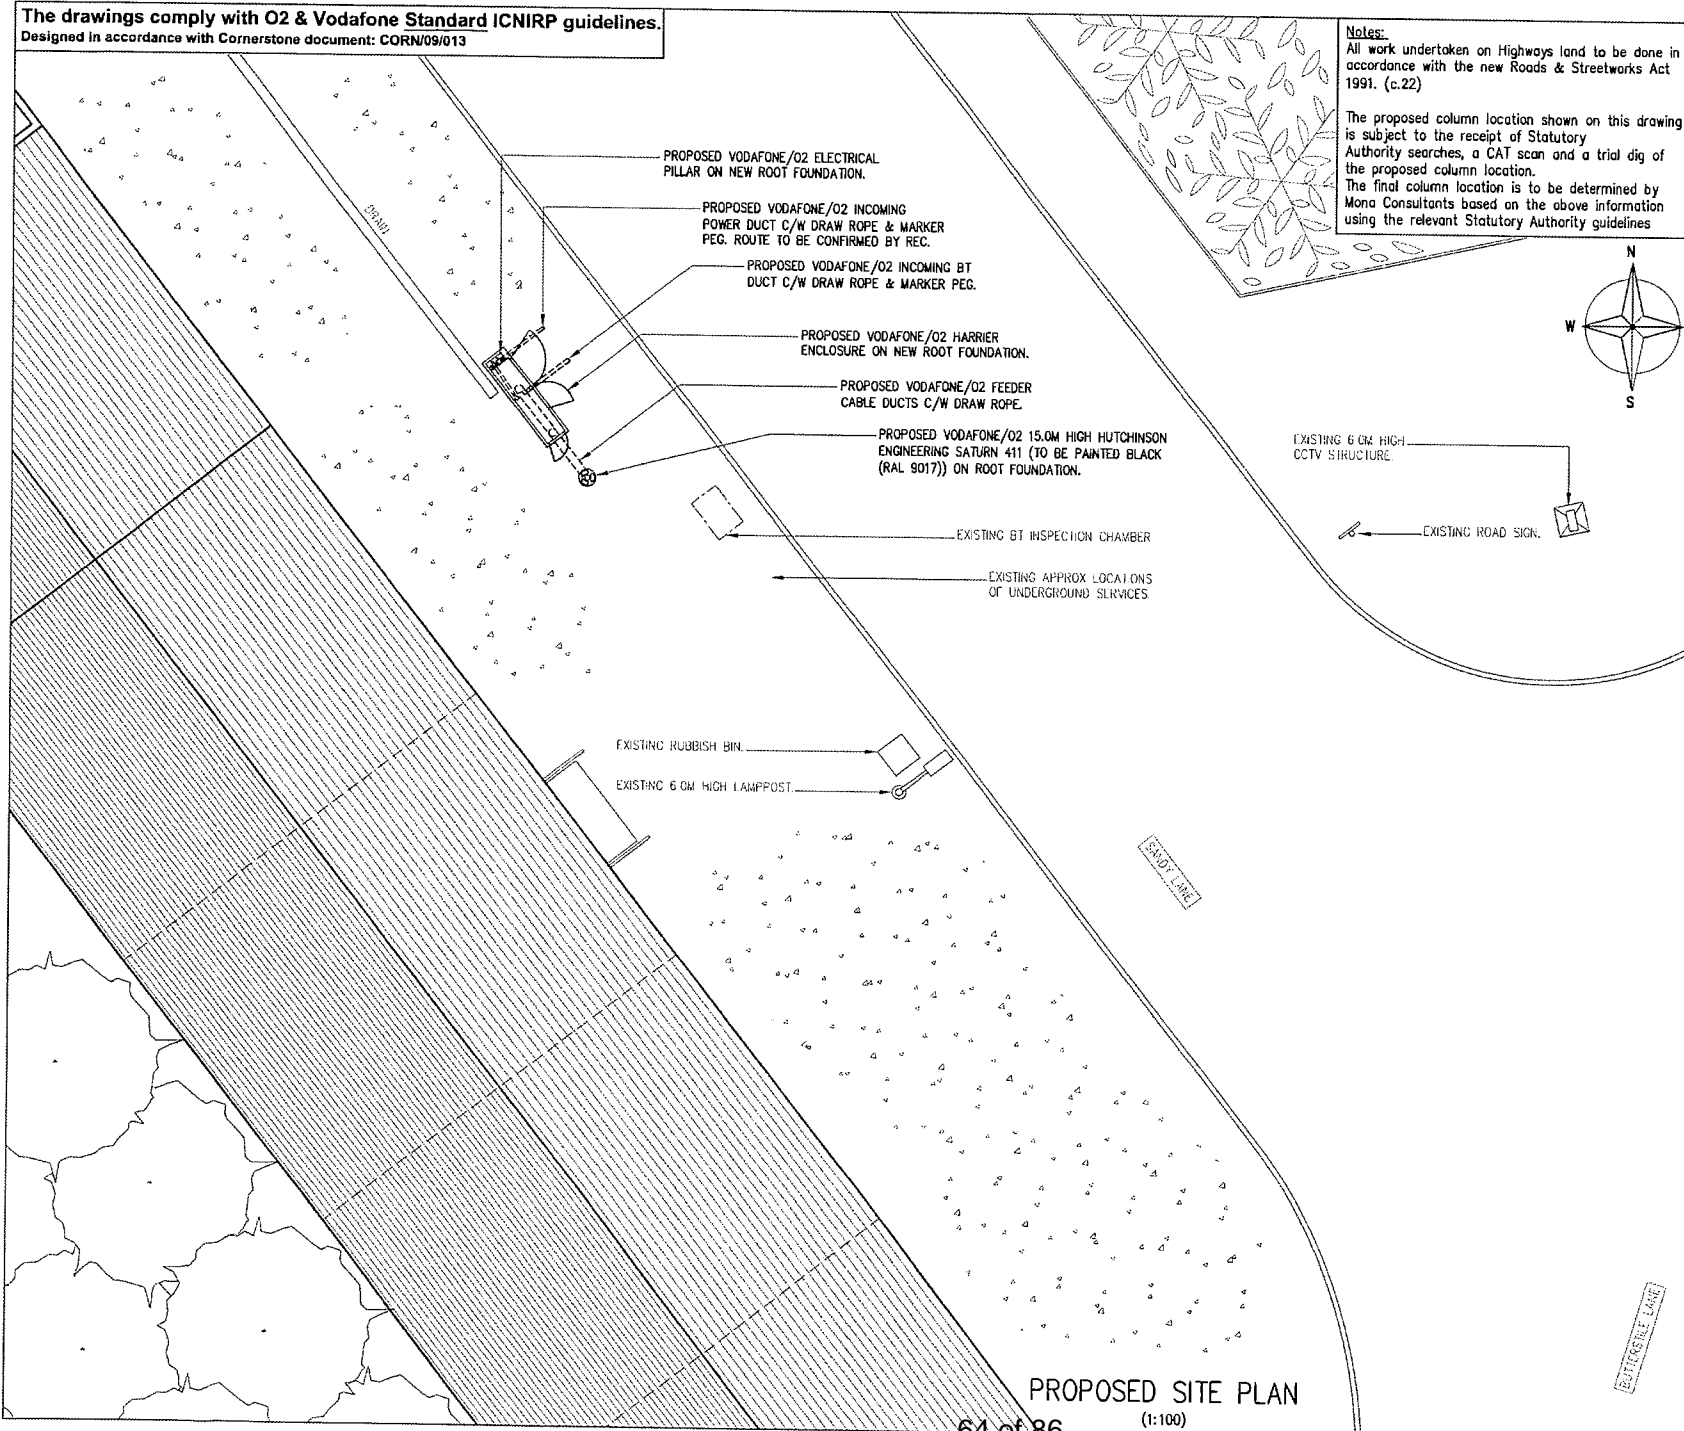 The drawings comply with O2 & Vodafone Standard ICNIRP guidelines.
Designed in accordance with Cornerstone document: CORN/09/013
Notes:
All work undertaken on Highways land to be done in
accordance with the new Roads & Streetworks Act
1991. (c.22)
The proposed column location shown on this drawing
is subject to the receipt of Statutory
Authority searches, a CAT scan and a trial dig of
the proposed column location.
The final column location is to be determined by
Mono Consultants based on the above information
using the relevant Statutory Authority guidelines
N
W
S
PROPOSED VODAFONE/O2 ELECTRICAL
PILLAR ON NEW ROOT FOUNDATION.
PROPOSED VODAFONE/O2 INCOMING
POWER DUCT C/W DRAW ROPE & MARKER
PEG. ROUTE TO BE CONFIRMED BY REC.
PROPOSED VODAFONE/O2 INCOMING BT
DUCT C/W DRAW ROPE & MARKER PEG.
PROPOSED VODAFONE/O2 HARRIER
ENCLOSURE ON NEW ROOT FOUNDATION.
PROPOSED VODAFONE/O2 FEEDER
CABLE DUCTS C/W DRAW ROPE.
PROPOSED VODAFONE/O2 15.0M HIGH HUTCHINSON
ENGINEERING SATURN 411 (TO BE PAINTED BLACK
(RAL 9017)) ON ROOT FOUNDATION.
EXISTING 6.0M HIGH
CCTV STRUCTURE.
EXISTING ROAD SIGN.
EXISTING BT INSPECTION CHAMBER
EXISTING APPROX LOCATIONS
OF UNDERGROUND SERVICES
EXISTING RUBBISH BIN.
EXISTING 6.0M HIGH LAMPPOST.
SANDY LANE
BUTTERSTILE LANE
PROPOSED SITE PLAN
(1:100)
64 of 86